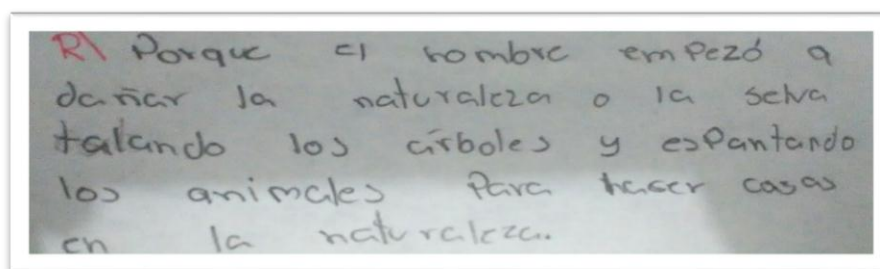 R\ Porque el hombre empezó a
dañar la naturaleza o la selva
talando los árboles y espantando
los animales para hacer casas
en la naturaleza.